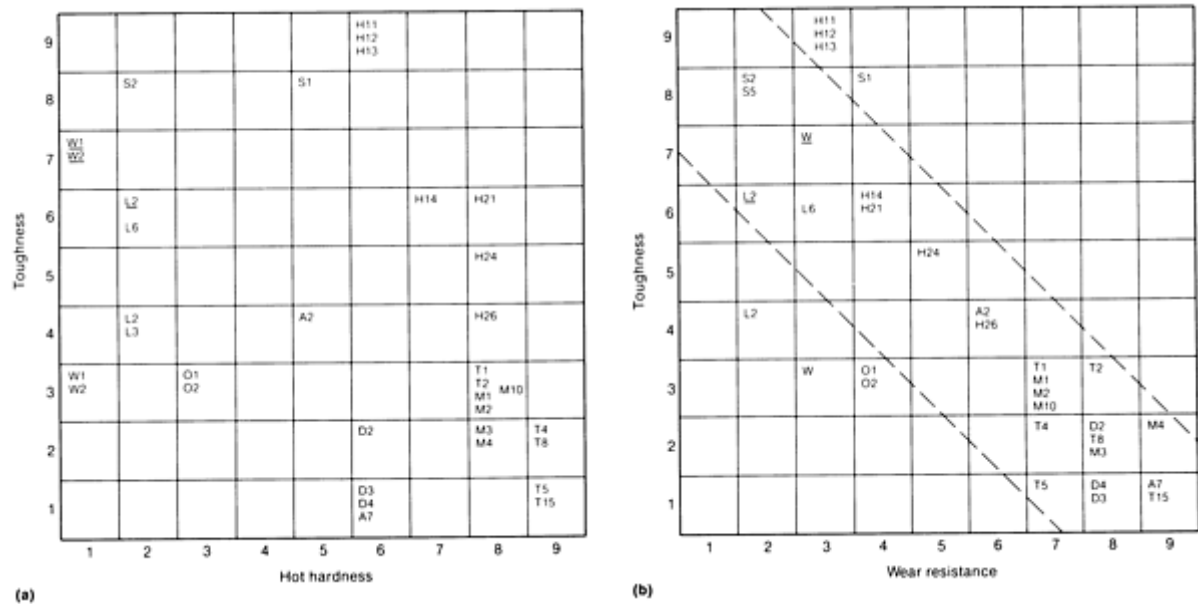 9
H11
H12
H13
8
S2
S1
7
W1
W2
6
L2
H14
H21
L6
5
H24
4
L2
A2
H26
L3
3
W1
O1
T1
W2
O2
T2
M10
M1
M2
2
D2
M3
T4
M4
T8
1
D3
T5
D4
T15
A7
1 2 3 4 5 6 7 8 9
Toughness
Hot hardness
(a)
9
H11
H12
H13
8
S2
S1
S5
7
W
6
L2
L6
H14
H21
5
H24
4
L2
A2
H26
3
W
O1
T1
T2
O2
M1
M2
M10
2
T4
D2
M4
T8
M3
1
T5
D4
A7
D3
T15
1 2 3 4 5 6 7 8 9
Toughness
Wear resistance
(b)